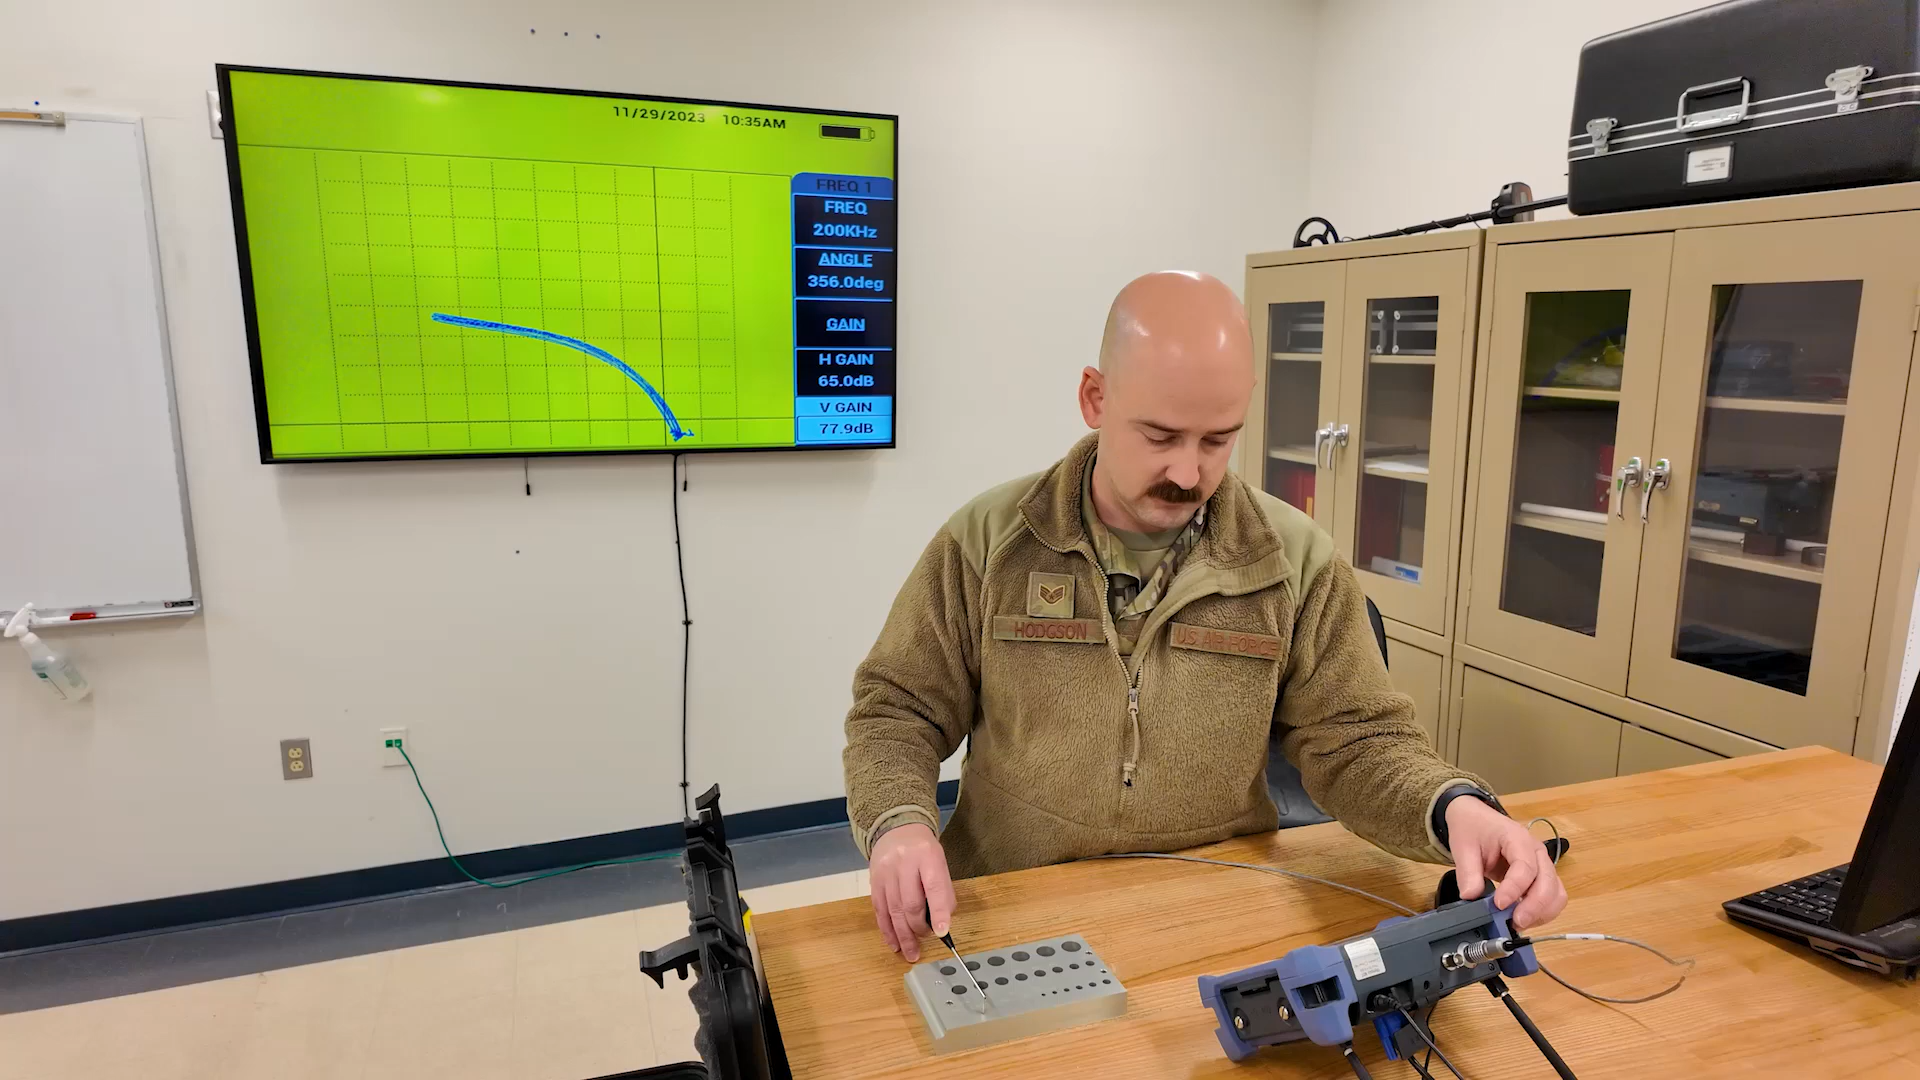 11/29/2023 10:35AM
FREQ 1
FREQ
200KHz
ANGLE
356.0deg
GAIN
H GAIN
65.0dB
V GAIN
77.9dB
HODGSON
U.S. AIR FORCE